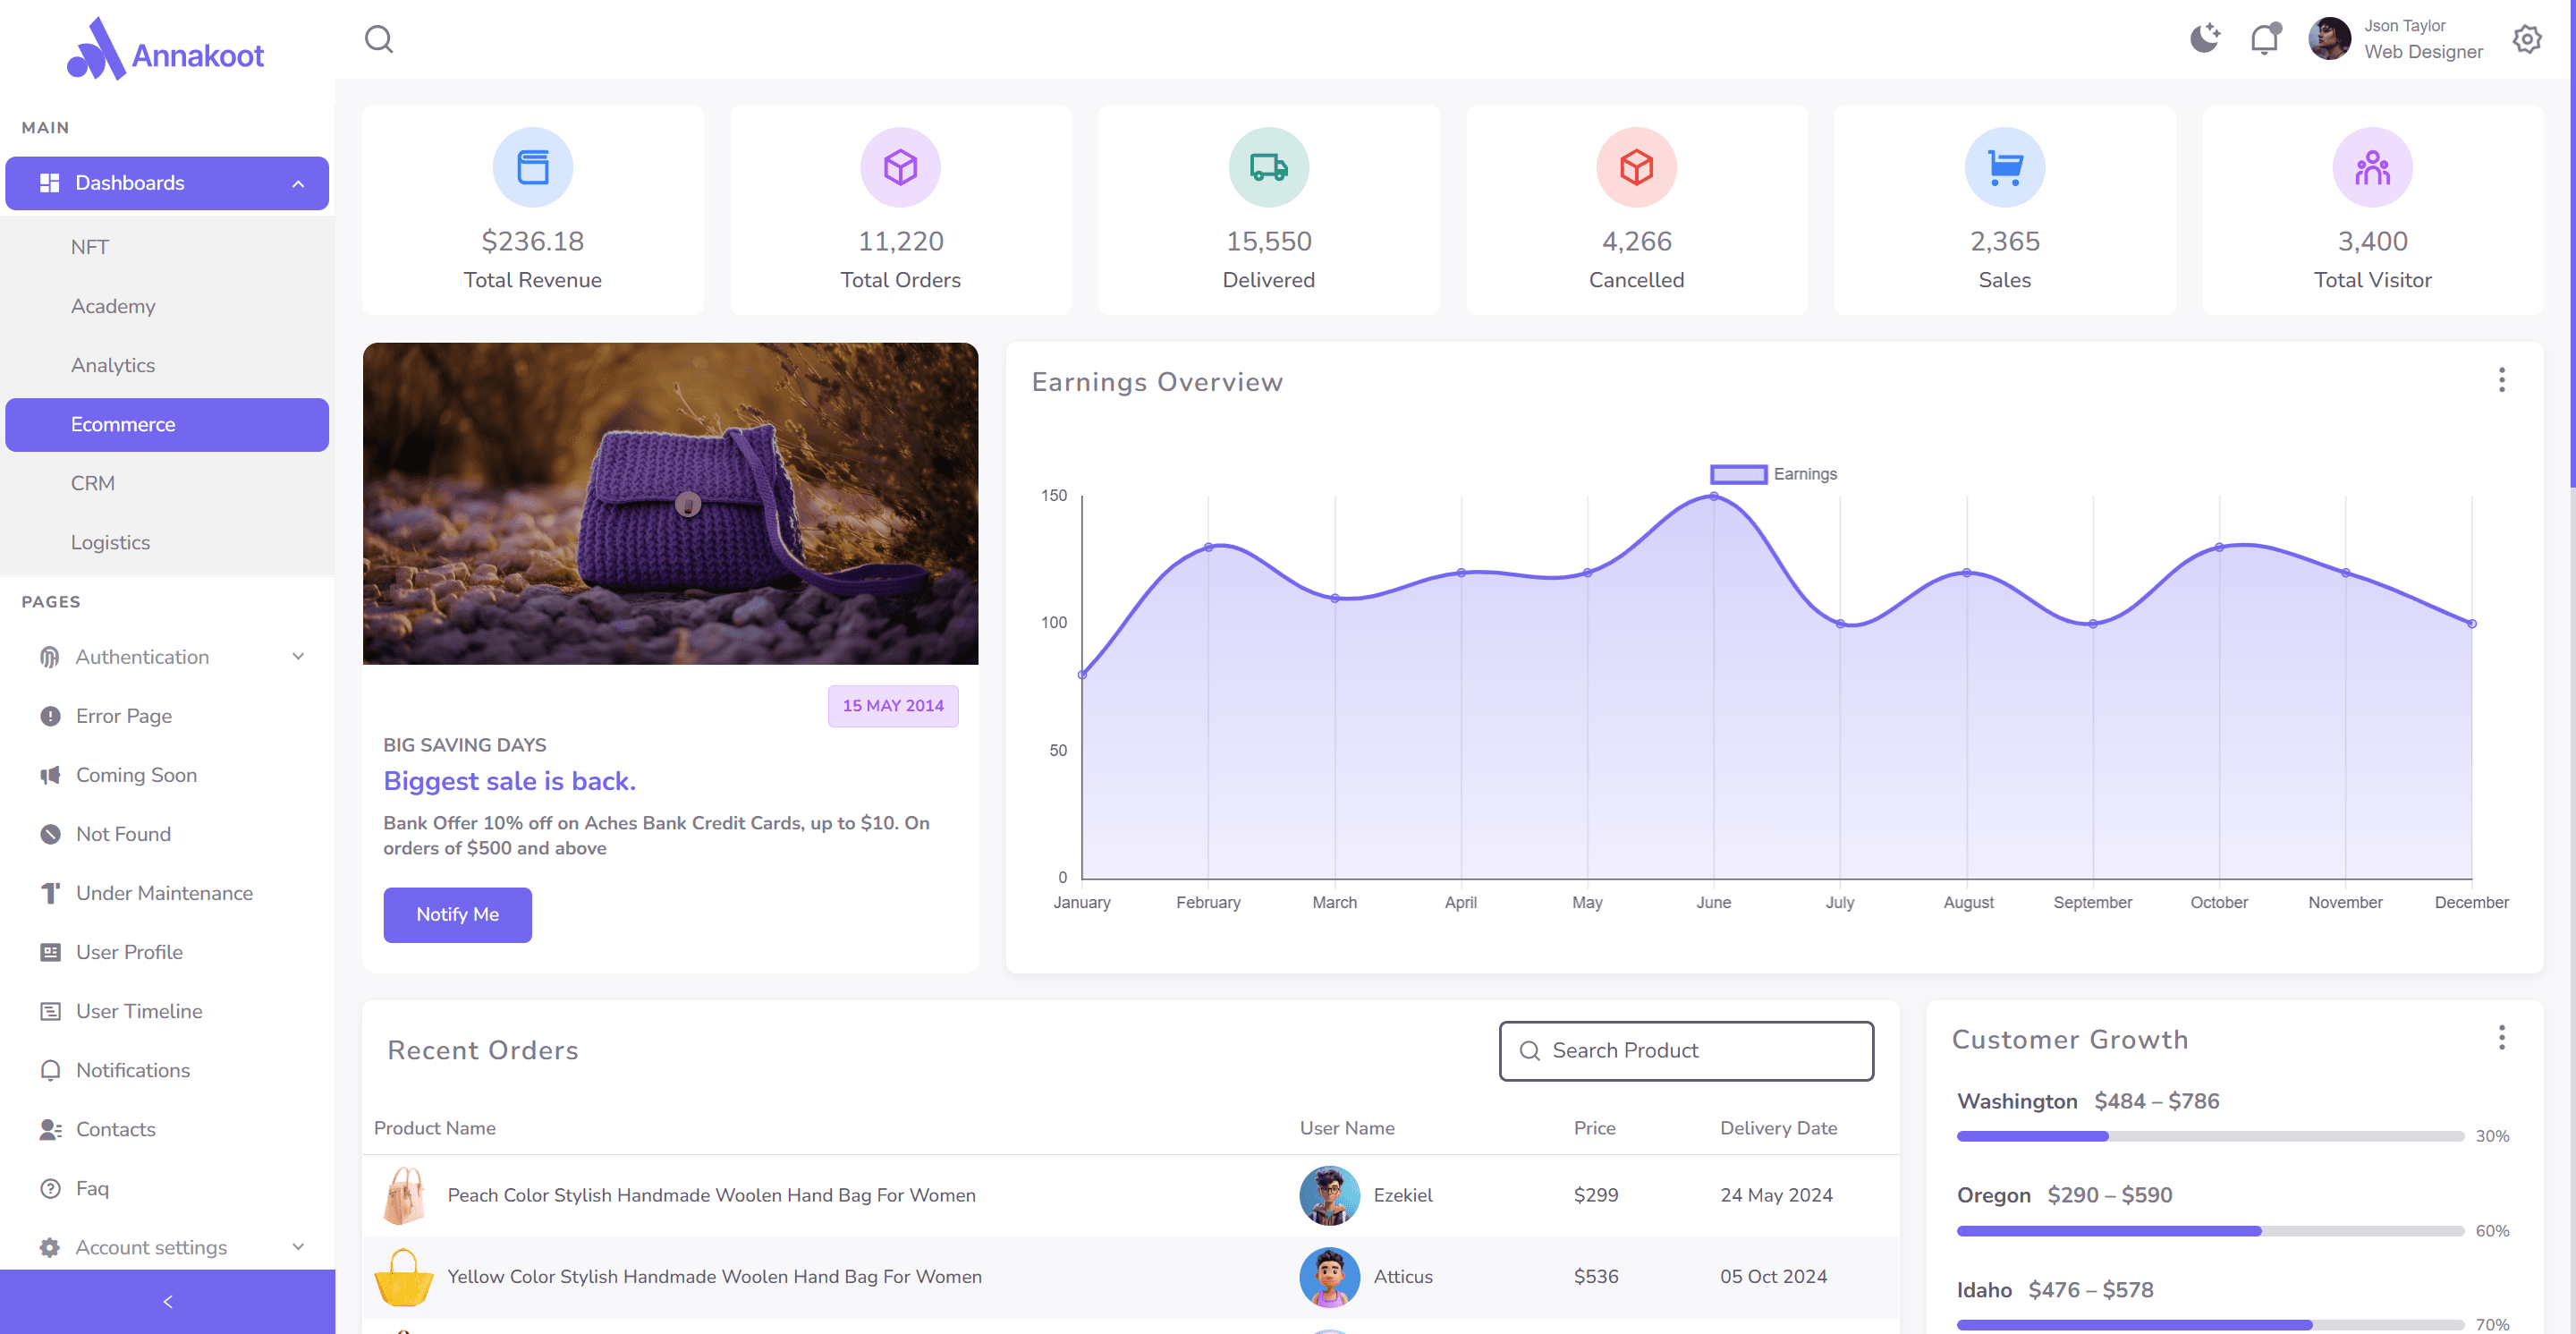 Annakoot
Json Taylor
Web Designer
MAIN
Dashboards
NFT
Academy
Analytics
Ecommerce
CRM
Logistics
PAGES
Authentication
Error Page
Coming Soon
Not Found
Under Maintenance
User Profile
User Timeline
Notifications
Contacts
Faq
Account settings
$236.18
Total Revenue
11,220
Total Orders
15,550
Delivered
4,266
Cancelled
2,365
Sales
3,400
Total Visitor
15 MAY 2014
BIG SAVING DAYS
Biggest sale is back.
Bank Offer 10% off on Aches Bank Credit Cards, up to $10. On
orders of $500 and above
Notify Me
Earnings Overview
Earnings
150
100
50
0
January February March April May June July August September October November December
Recent Orders
Search Product
Product Name User Name Price Delivery Date
Peach Color Stylish Handmade Woolen Hand Bag For Women Ezekiel $299 24 May 2024
Yellow Color Stylish Handmade Woolen Hand Bag For Women Atticus $536 05 Oct 2024
Customer Growth
Washington $484 – $786
30%
Oregon $290 – $590
60%
Idaho $476 – $578
70%